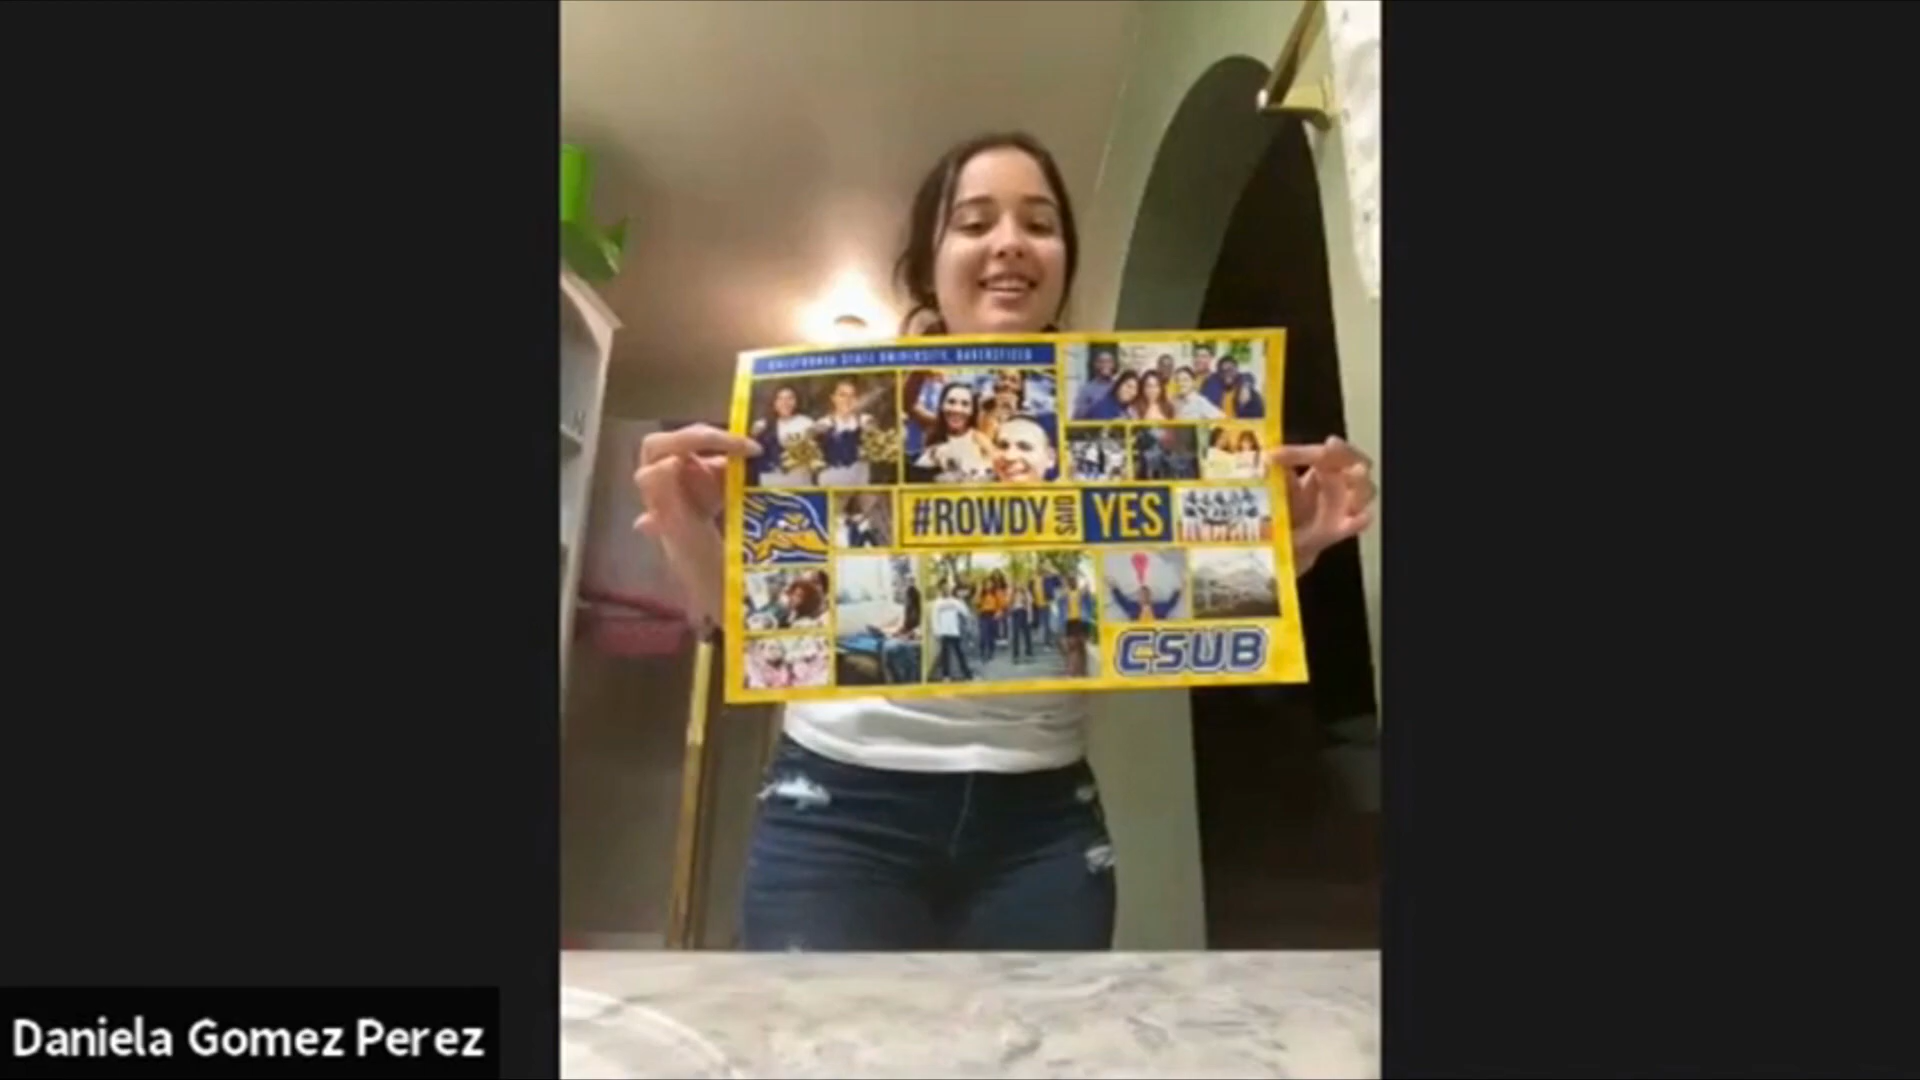 CALIFORNIA STATE UNIVERSITY, BAKERSFIELD
#ROWDY SAID YES
CSUB
Daniela Gomez Perez